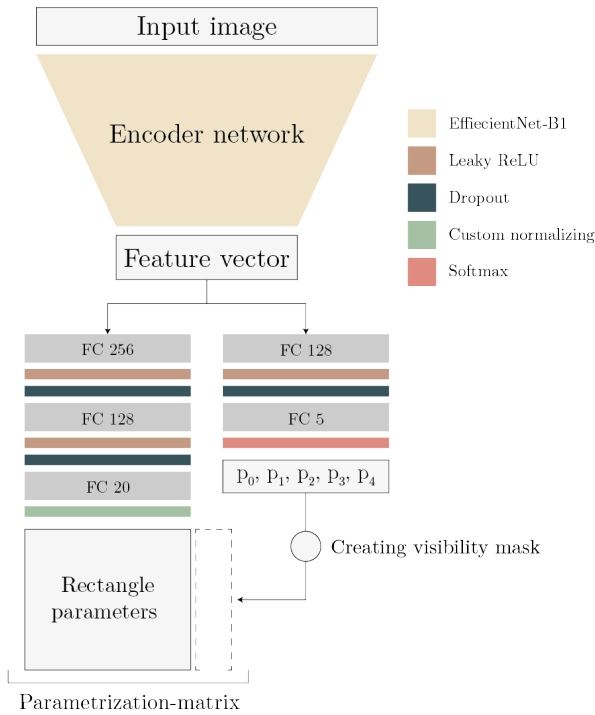 Input image
Encoder network
EffiecientNet-B1
Leaky ReLU
Dropout
Custom normalizing
Softmax
Feature vector
FC 256
FC 128
FC 128
FC 5
FC 20
p₀, p₁, p₂, p₃, p₄
Creating visibility mask
Rectangle
parameters
Parametrization-matrix